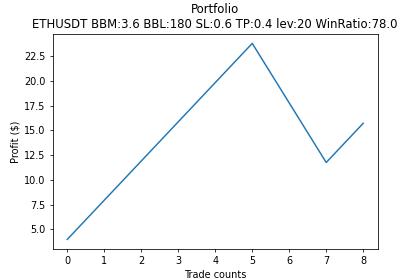 Portfolio
ETHUSDT BBM:3.6 BBL:180 SL:0.6 TP:0.4 lev:20 WinRatio:78.0
22.5
20.0
17.5
15.0
12.5
10.0
7.5
5.0
Profit ($)
0 1 2 3 4 5 6 7 8
Trade counts